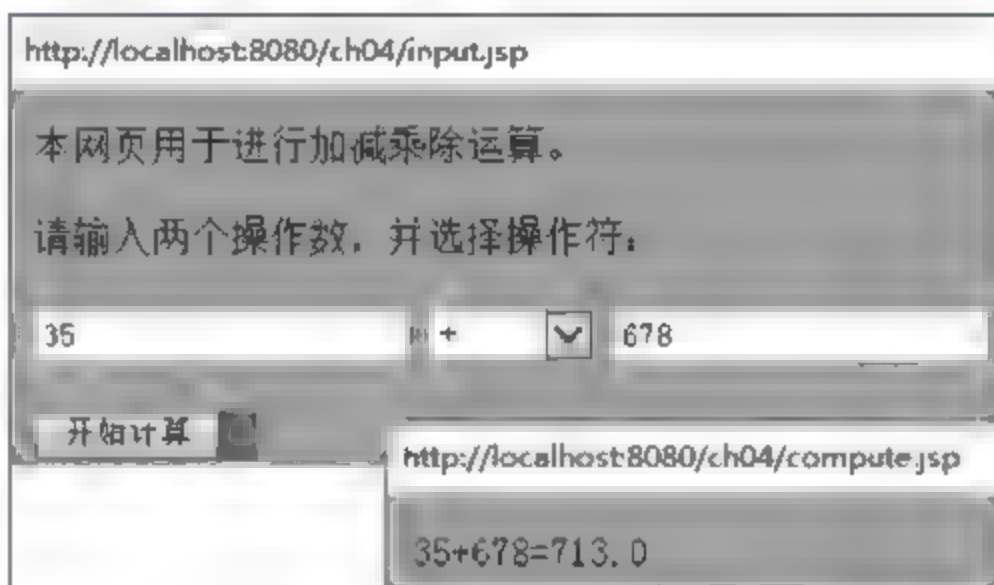 http://localhost:8080/ch04/input.jsp
本网页用于进行加减乘除运算。
请输入两个操作数，并选择操作符：
35 + 678
开始计算
http://localhost:8080/ch04/compute.jsp
35+678=713.0